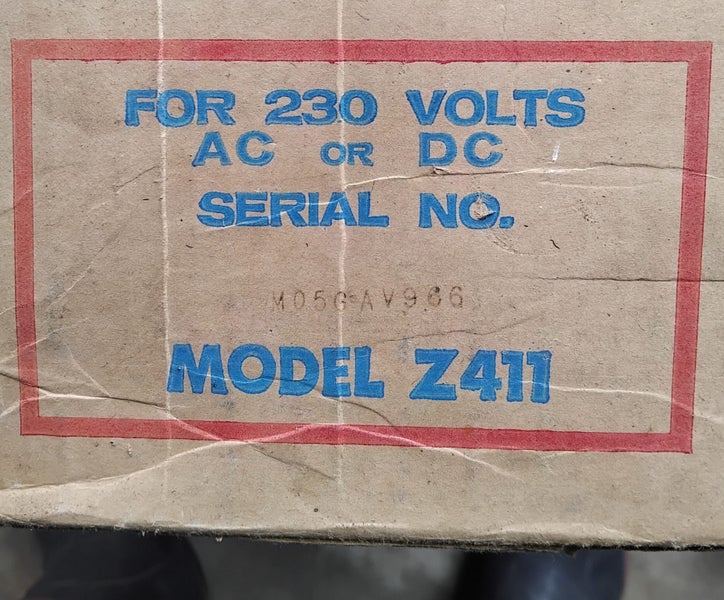 FOR 230 VOLTS
AC OR DC
SERIAL NO.
M05G-AV966
MODEL Z411